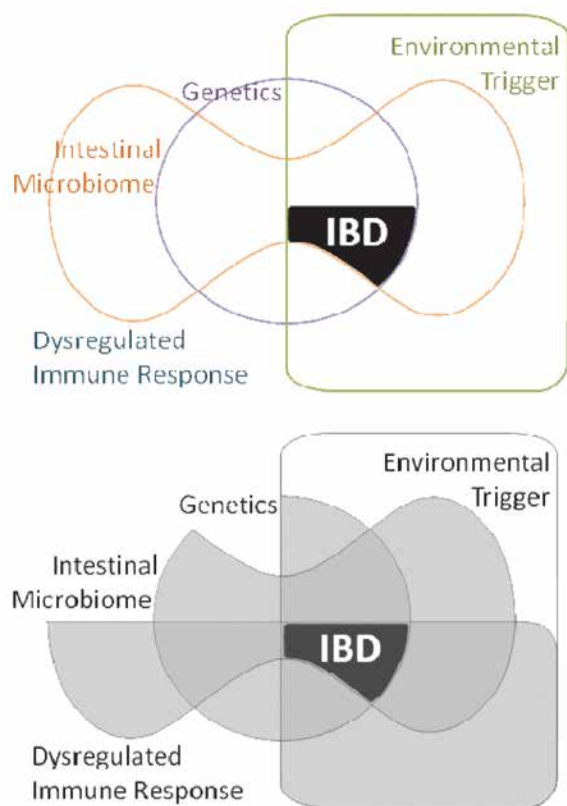 Environmental
Trigger
Genetics
Intestinal
Microbiome
IBD
Dysregulated
Immune Response
Environmental
Trigger
Genetics
Intestinal
Microbiome
IBD
Dysregulated
Immune Response